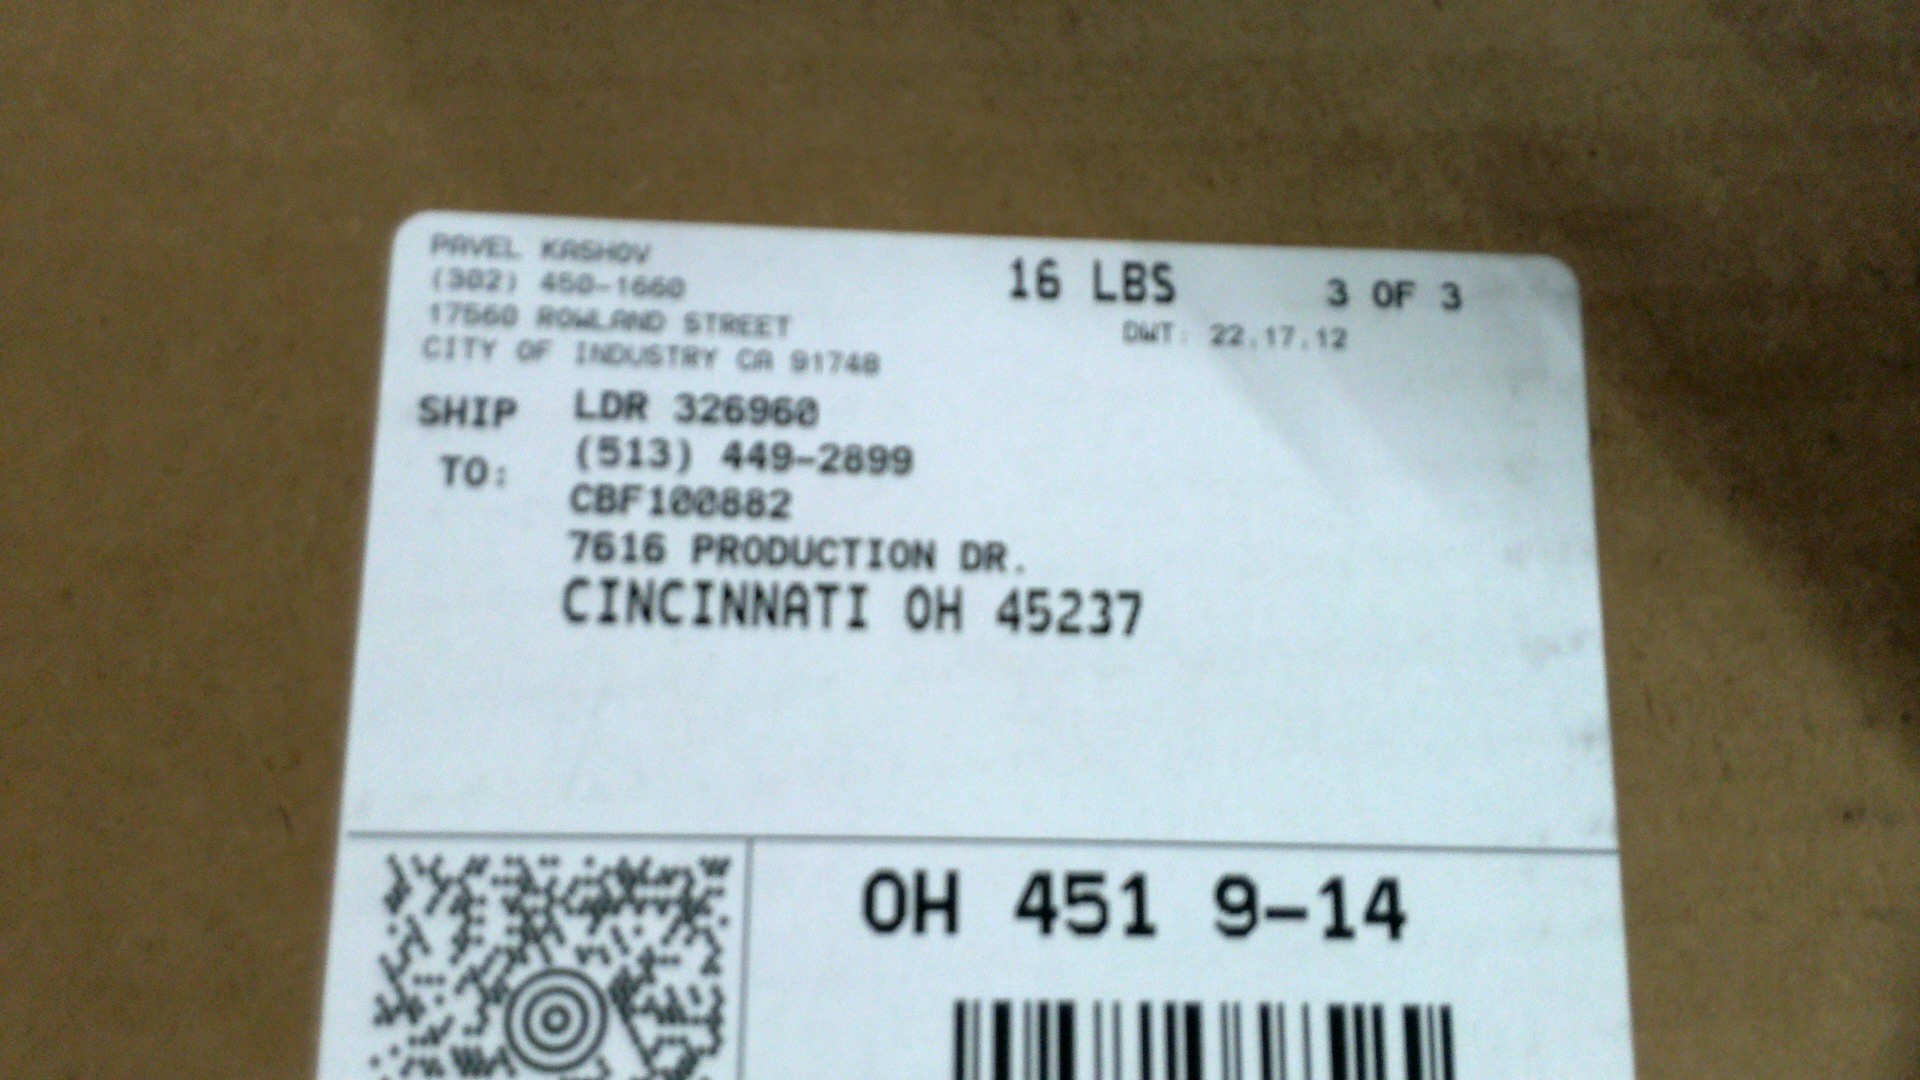 PAVEL KASHOV
(302) 450-1660
17560 ROWLAND STREET
CITY OF INDUSTRY CA 91748
16 LBS 3 OF 3
DWT: 22,17,12
SHIP TO:
LDR 326960
(513) 449-2899
CBF100882
7616 PRODUCTION DR.
CINCINNATI OH 45237
OH 451 9-14